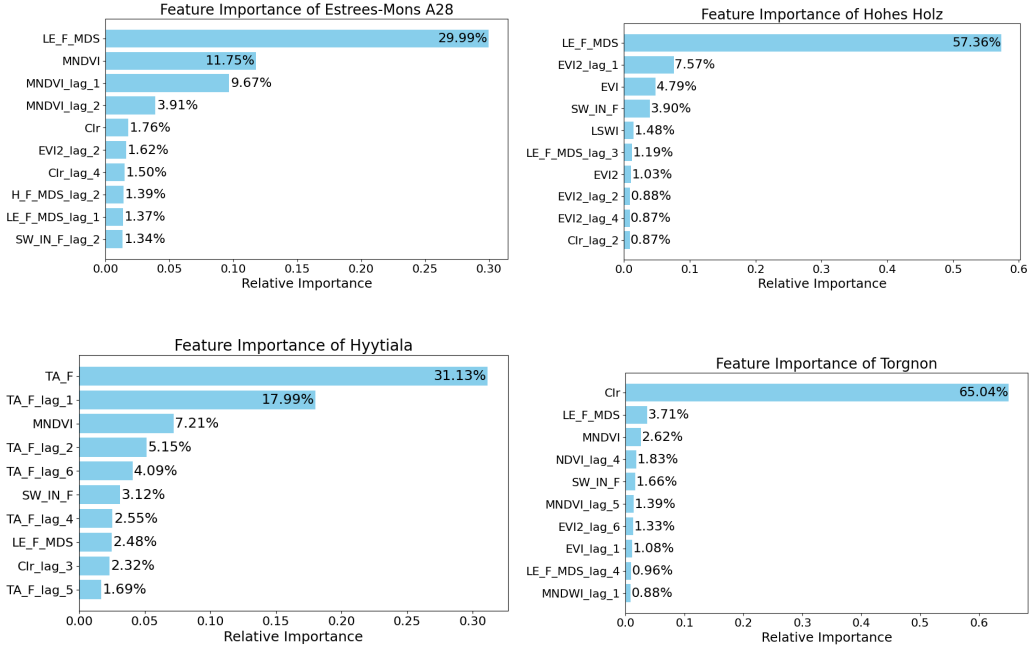 Feature Importance of Estrees-Mons A28
LE_F_MDS 29.99%
MNDVI 11.75%
MNDVI_lag_1 9.67%
MNDVI_lag_2 3.91%
CIr 1.76%
EVI2_lag_2 1.62%
CIr_lag_4 1.50%
H_F_MDS_lag_2 1.39%
LE_F_MDS_lag_1 1.37%
SW_IN_F_lag_2 1.34%
0.00 0.05 0.10 0.15 0.20 0.25 0.30
Relative Importance
Feature Importance of Hohes Holz
LE_F_MDS 57.36%
EVI2_lag_1 7.57%
EVI 4.79%
SW_IN_F 3.90%
LSWI 1.48%
LE_F_MDS_lag_3 1.19%
EVI2 1.03%
EVI2_lag_2 0.88%
EVI2_lag_4 0.87%
CIr_lag_2 0.87%
0.0 0.1 0.2 0.3 0.4 0.5 0.6
Relative Importance
Feature Importance of Hyytiala
TA_F 31.13%
TA_F_lag_1 17.99%
MNDVI 7.21%
TA_F_lag_2 5.15%
TA_F_lag_6 4.09%
SW_IN_F 3.12%
TA_F_lag_4 2.55%
LE_F_MDS 2.48%
CIr_lag_3 2.32%
TA_F_lag_5 1.69%
0.00 0.05 0.10 0.15 0.20 0.25 0.30
Relative Importance
Feature Importance of Torgnon
CIr 65.04%
LE_F_MDS 3.71%
MNDVI 2.62%
NDVI_lag_4 1.83%
SW_IN_F 1.66%
MNDVI_lag_5 1.39%
EVI2_lag_6 1.33%
EVI_lag_1 1.08%
LE_F_MDS_lag_4 0.96%
MNDWI_lag_1 0.88%
0.0 0.1 0.2 0.3 0.4 0.5 0.6
Relative Importance